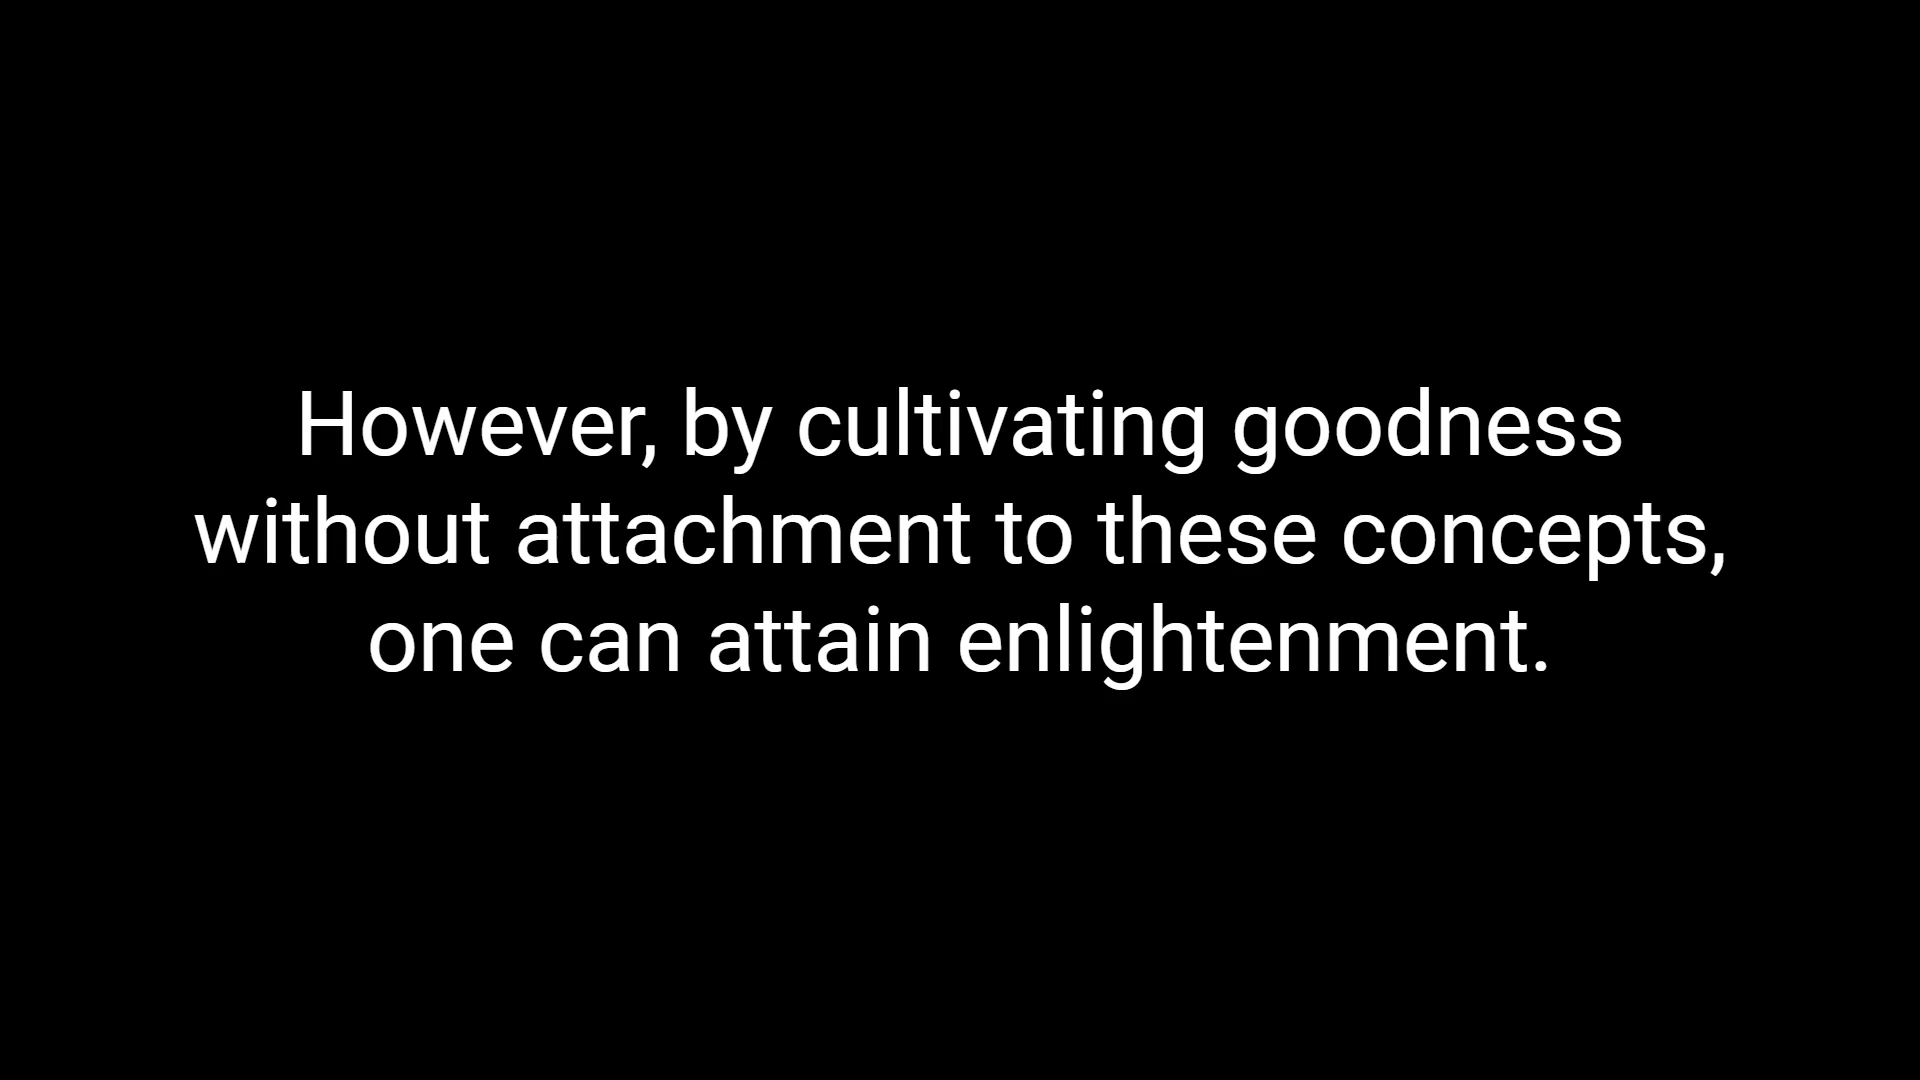 However, by cultivating goodness
without attachment to these concepts,
one can attain enlightenment.